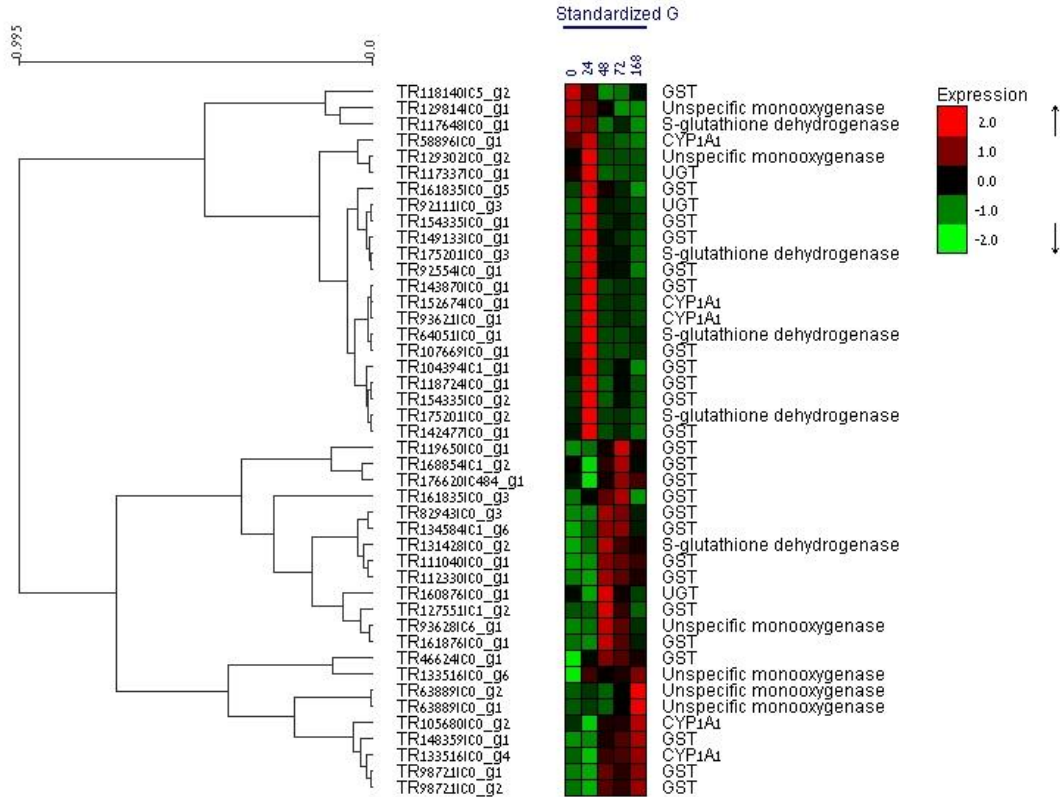 Standardized G
-0.995
0.0
0 24 48 72 168
Expression
2.0
1.0
0.0
-1.0
-2.0
TR118140|C5_g2 GST
TR129814|C0_g1 Unspecific monooxygenase
TR117648|C0_g1 S-glutathione dehydrogenase
TR58896|C0_g1 CYP1A1
TR129302|C0_g2 Unspecific monooxygenase
TR117337|C0_g1 UGT
TR161835|C0_g5 GST
TR92111|C0_g3 UGT
TR154335|C0_g1 GST
TR149133|C0_g1 GST
TR175201|C0_g3 S-glutathione dehydrogenase
TR92554|C0_g1 GST
TR143870|C0_g1 GST
TR152674|C0_g1 CYP1A1
TR93621|C0_g1 CYP1A1
TR64051|C0_g1 S-glutathione dehydrogenase
TR107669|C0_g1 GST
TR104394|C1_g1 GST
TR118724|C0_g1 GST
TR154335|C0_g2 GST
TR175201|C0_g2 S-glutathione dehydrogenase
TR142477|C0_g1 GST
TR119650|C0_g1 GST
TR168854|C1_g2 GST
TR176620|C484_g1 GST
TR161835|C0_g3 GST
TR82943|C0_g3 GST
TR134584|C1_g6 GST
TR131428|C0_g2 S-glutathione dehydrogenase
TR111040|C0_g1 GST
TR112330|C0_g1 GST
TR160876|C0_g1 UGT
TR127551|C1_g2 GST
TR93628|C6_g1 Unspecific monooxygenase
TR161876|C0_g1 GST
TR46624|C0_g1 GST
TR133516|C0_g6 Unspecific monooxygenase
TR63889|C0_g2 Unspecific monooxygenase
TR63889|C0_g1 Unspecific monooxygenase
TR105680|C0_g2 CYP1A1
TR148359|C0_g1 GST
TR133516|C0_g4 CYP1A1
TR98721|C0_g1 GST
TR98721|C0_g2 GST